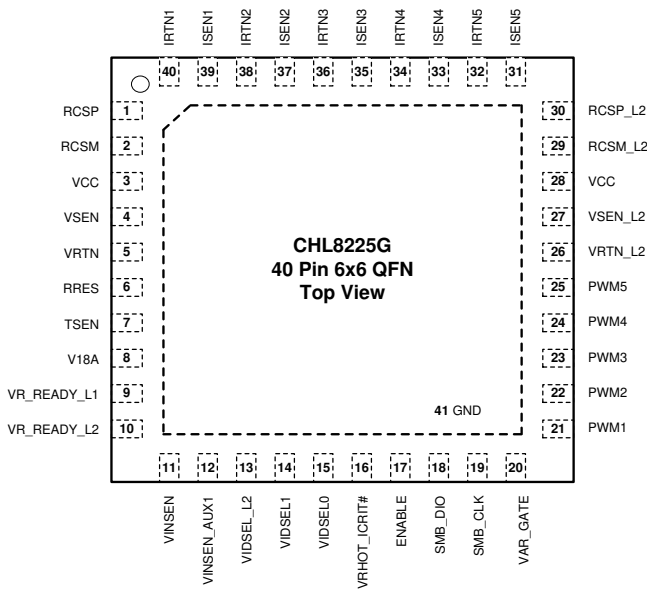 IRTN1
ISEN1
IRTN2
ISEN2
IRTN3
ISEN3
IRTN4
ISEN4
IRTN5
ISEN5
40 39 38 37 36 35 34 33 32 31
RCSP 1
RCSM 2
VCC 3
VSEN 4
VRTN 5
RRES 6
TSEN 7
V18A 8
VR_READY_L1 9
VR_READY_L2 10
CHL8225G
40 Pin 6x6 QFN
Top View
41 GND
30 RCSP_L2
29 RCSM_L2
28 VCC
27 VSEN_L2
26 VRTN_L2
25 PWM5
24 PWM4
23 PWM3
22 PWM2
21 PWM1
11 12 13 14 15 16 17 18 19 20
VINSEN
VINSEN_AUX1
VIDSEL_L2
VIDSEL1
VIDSEL0
VRHOT_ICRIT#
ENABLE
SMB_DIO
SMB_CLK
VAR_GATE